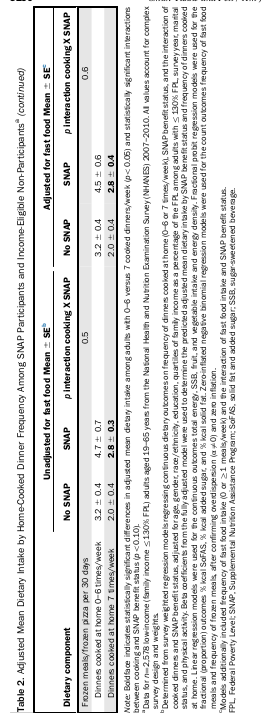 Table 2. Adjusted Mean Dietary Intake by Home-Cooked Dinner Frequency Among SNAP Participants and Income-Eligible Non-Participants (continued)
Unadjusted for fast food Mean ± SEᵇ
Adjusted for fast food Mean ± SEᶜ
Dietary component
No SNAP
SNAP
p interaction cooking X SNAP
No SNAP
SNAP
p interaction cooking X SNAP
Frozen meals/frozen pizza per 30 days
0.5
0.6
Dinners cooked at home 0–6 times/week
3.2 ± 0.4
4.7 ± 0.7
3.2 ± 0.4
4.5 ± 0.6
Dinners cooked at home 7 times/week
2.0 ± 0.4
2.8 ± 0.3
2.0 ± 0.4
2.8 ± 0.4
Note: Boldface indicates statistically significant differences in adjusted mean dietary intake among adults with 0–6 versus 7 cooked dinners/week (p<0.05) and statistically significant interactions
between cooking and SNAP benefit status (p<0.10).
ᵃData for n=2,578 low-income (family income ≤130% FPL) adults aged 19–65 years from the National Health and Nutrition Examination Survey (NHANES) 2007–2010. All values account for complex
survey design and weights.
ᵇDetermined from survey weighted regression models regressing continuous dietary outcomes on frequency of dinners cooked at home (0–6 or 7 times/week), SNAP benefit status, and the interaction of
cooked dinners and SNAP benefit status, adjusted for age, gender, race/ethnicity, education, quartiles of family income as a percentage of the FPL among adults with ≤130% FPL, survey year, marital
status, and physical activity. Beta coefficients from the fully adjusted model were used to determine the predicted adjusted mean dietary intake by SNAP benefit status and frequency of dinners cooked
at home. Linear regression models were used for the continuous outcomes total energy, SSB, fruit, and vegetable intake and energy density. Fractional probit regression models were used for the
fractional (proportion) outcomes, % kcal SoFAS, % kcal added sugar, and % kcal solid fat. Zero-inflated negative binomial regression models were used for the count outcomes frequency of fast food
meals and frequency of frozen meals, after confirming overdispersion (α≠0) and zero inflation.
ᶜModels additionally included frequency of fast food intake (0 or ≥1 meals/week) and the interaction of fast food intake and SNAP benefit status.
FPL, Federal Poverty Level; SNAP, Supplemental Nutrition Assistance Program; SoFAS, solid fat and added sugar; SSB, sugar-sweetened beverage.